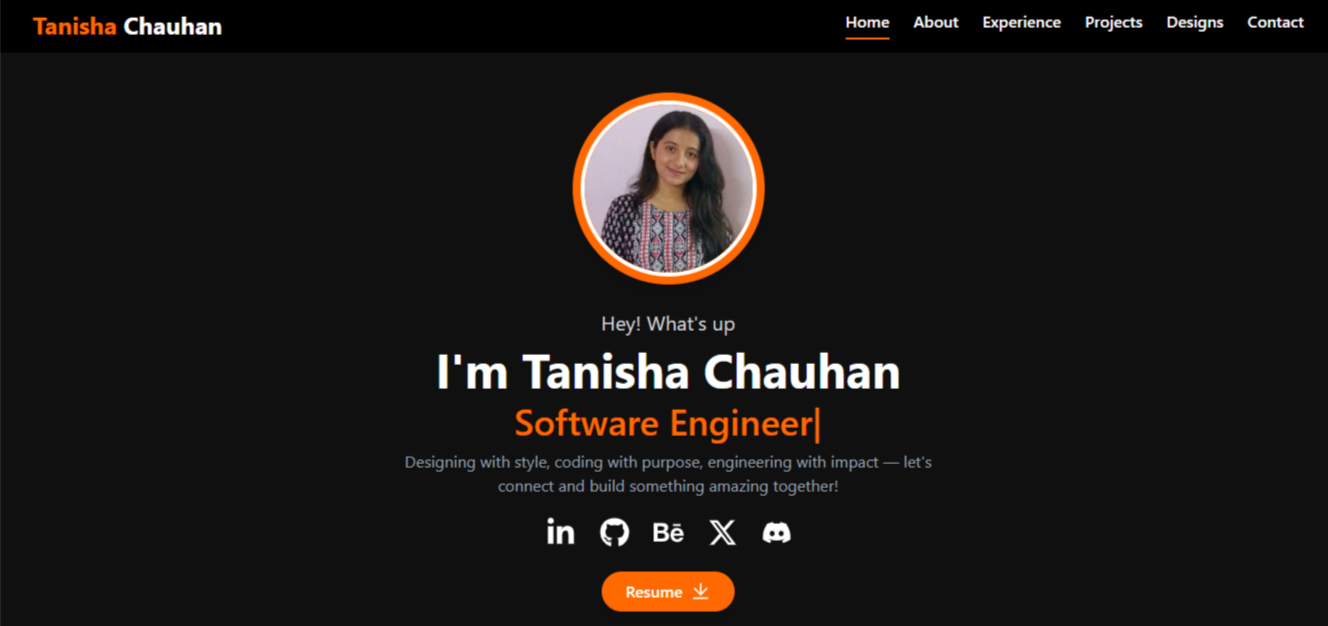 Tanisha Chauhan
Home About Experience Projects Designs Contact
Hey! What's up
I'm Tanisha Chauhan
Software Engineer|
Designing with style, coding with purpose, engineering with impact — let's
connect and build something amazing together!
in Bē X
Resume